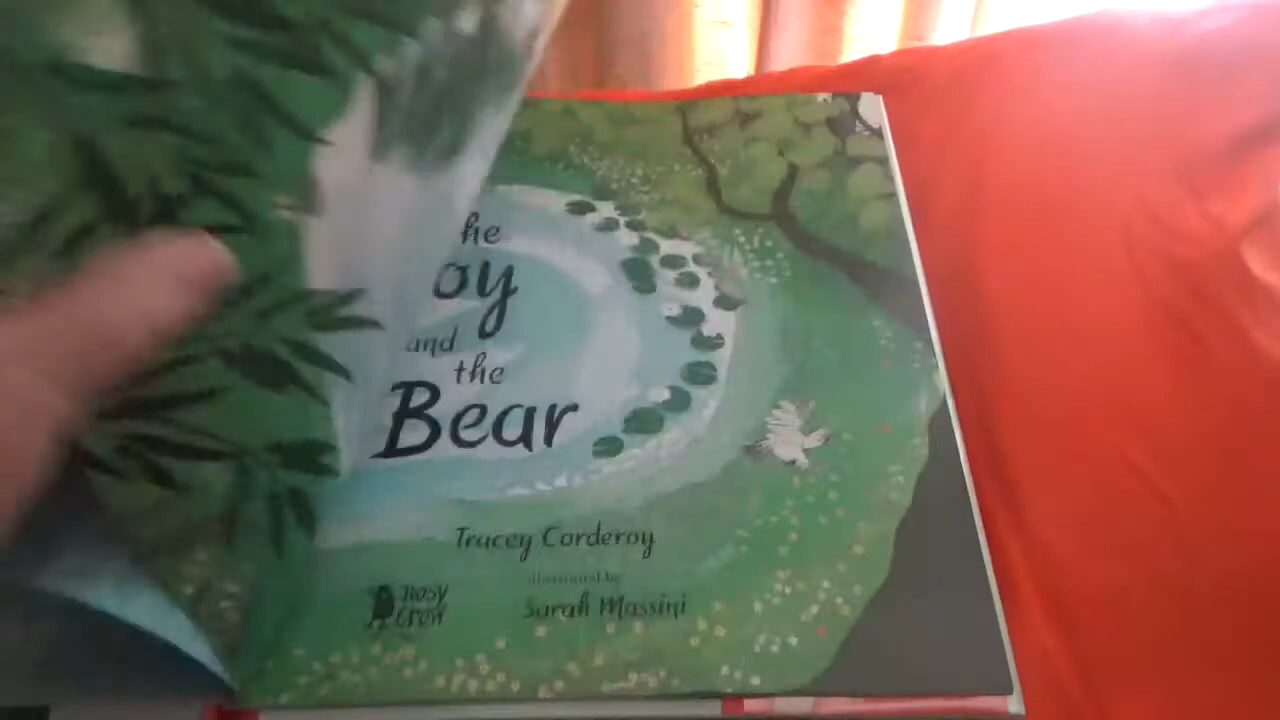 he
oy
and
the
Bear
Tracey Corderoy
illustrated by
Sarah Massini
nosy
crow